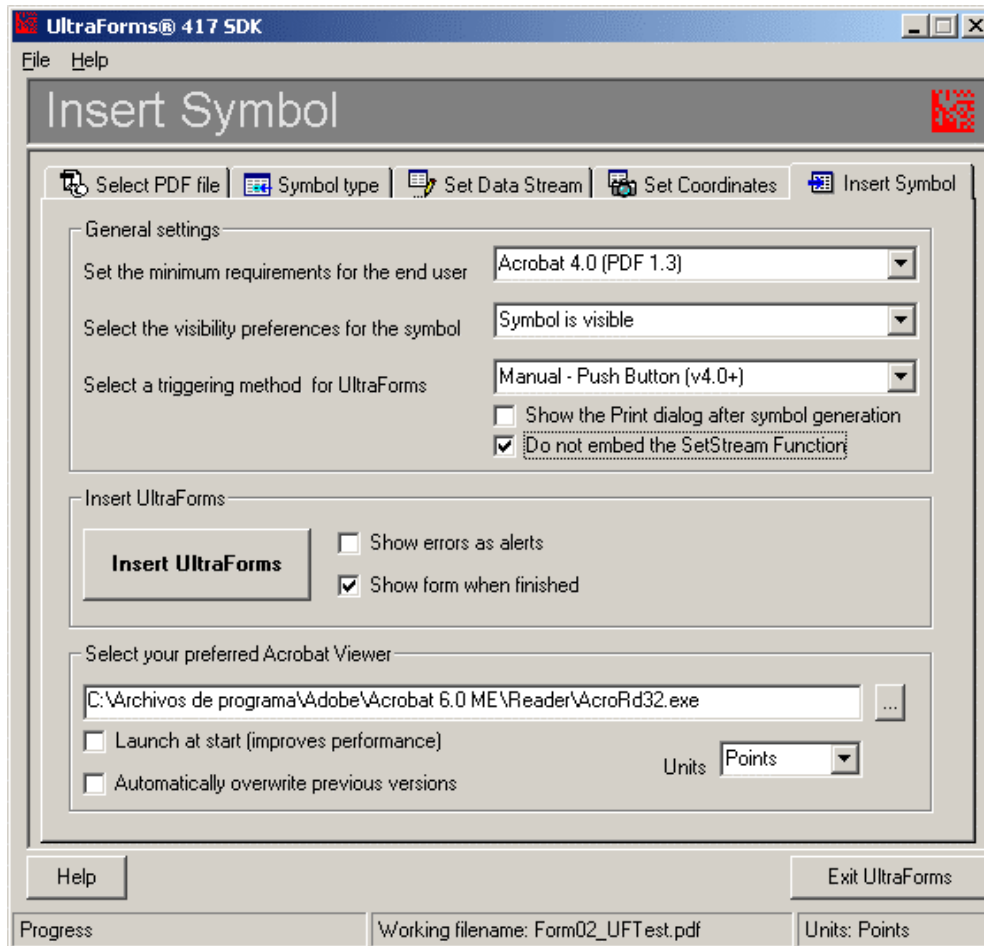 UltraForms® 417 SDK
File Help
Insert Symbol
Select PDF file Symbol type Set Data Stream Set Coordinates Insert Symbol
General settings
Set the minimum requirements for the end user Acrobat 4.0 (PDF 1.3)
Select the visibility preferences for the symbol Symbol is visible
Select a triggering method for UltraForms Manual - Push Button (v4.0+)
Show the Print dialog after symbol generation
Do not embed the SetStream Function
Insert UltraForms
Insert UltraForms
Show errors as alerts
Show form when finished
Select your preferred Acrobat Viewer
C:\Archivos de programa\Adobe\Acrobat 6.0 ME\Reader\AcroRd32.exe ...
Launch at start (improves performance)
Units Points
Automatically overwrite previous versions
Help Exit UltraForms
Progress Working filename: Form02_UFTest.pdf Units: Points